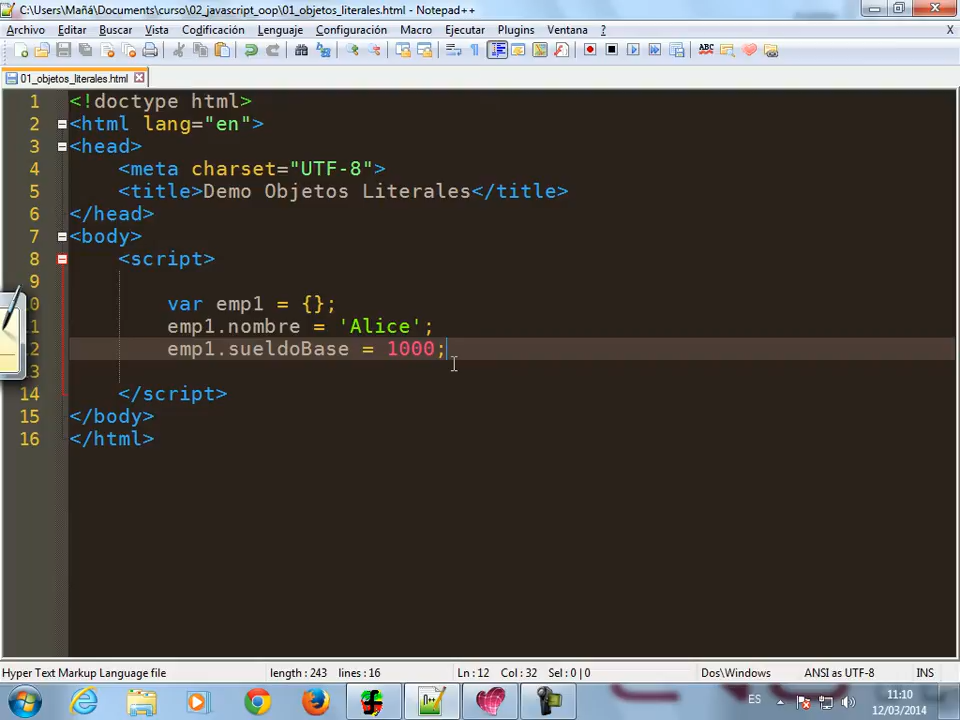 C:\Users\Mañá\Documents\curso\02_javascript_oop\01_objetos_literales.html - Notepad++
Archivo Editar Buscar Vista Codificación Lenguaje Configuración Macro Ejecutar Plugins Ventana ? X
ABC
01_objetos_literales.html
1 <!doctype html>
2 <html lang="en">
3 <head>
4 <meta charset="UTF-8">
5 <title>Demo Objetos Literales</title>
6 </head>
7 <body>
8 <script>
9
10 var emp1 = {};
11 emp1.nombre = 'Alice';
12 emp1.sueldoBase = 1000;
13
14 </script>
15 </body>
16 </html>
Hyper Text Markup Language file length : 243 lines : 16 Ln : 12 Col : 32 Sel : 0 | 0 Dos\Windows ANSI as UTF-8 INS
ES 11:10
12/03/2014